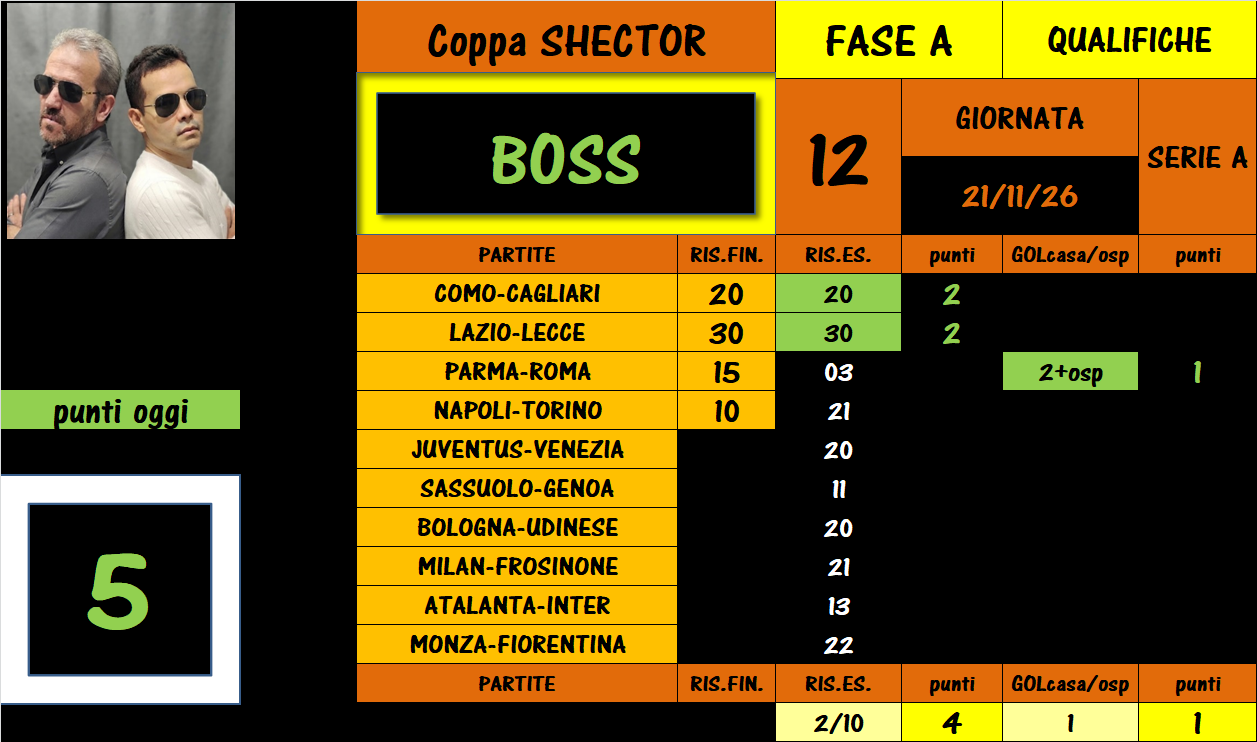 Coppa SHECTOR FASE A QUALIFICHE
BOSS 12 GIORNATA SERIE A
21/11/26
PARTITE RIS.FIN. RIS.ES. punti GOLcasa/osp punti
COMO-CAGLIARI 20 20 2
LAZIO-LECCE 30 30 2
PARMA-ROMA 15 03 2+osp 1
punti oggi
NAPOLI-TORINO 10 21
JUVENTUS-VENEZIA 20
SASSUOLO-GENOA 11
BOLOGNA-UDINESE 20
MILAN-FROSINONE 21
5
ATALANTA-INTER 13
MONZA-FIORENTINA 22
PARTITE RIS.FIN. RIS.ES. punti GOLcasa/osp punti
2/10 4 1 1